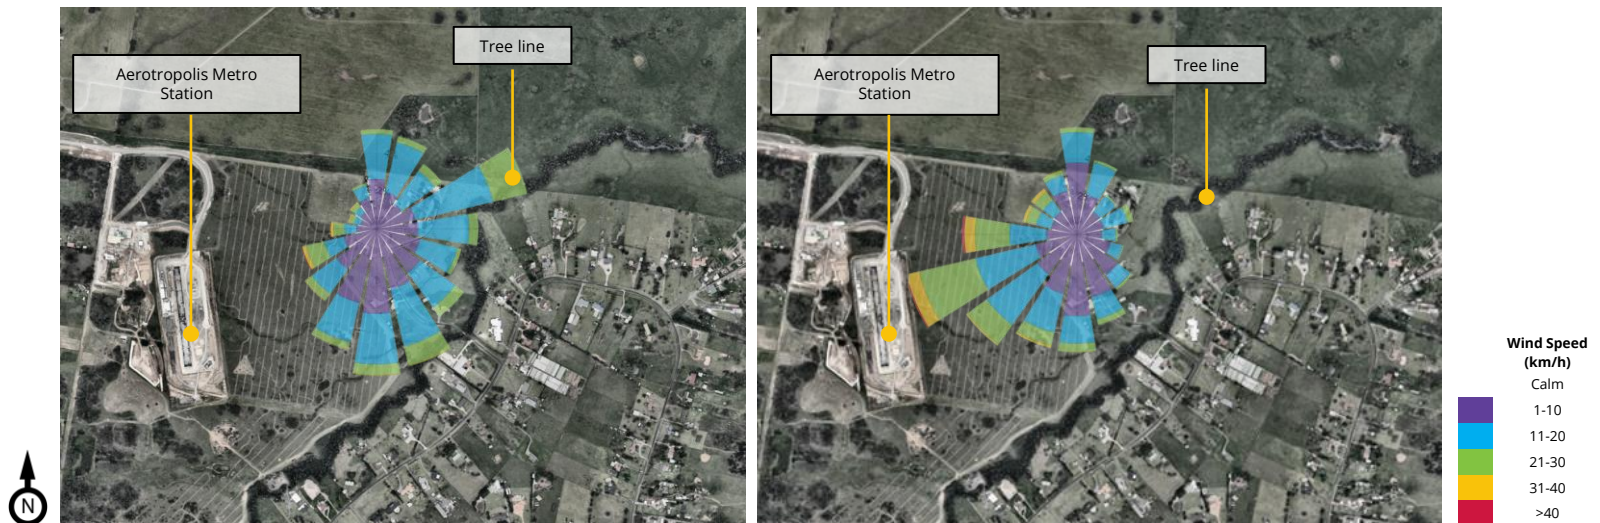 Tree line
Aerotropolis Metro
Station
Tree line
Aerotropolis Metro
Station
Wind Speed
(km/h)
Calm
1-10
11-20
21-30
31-40
>40
N